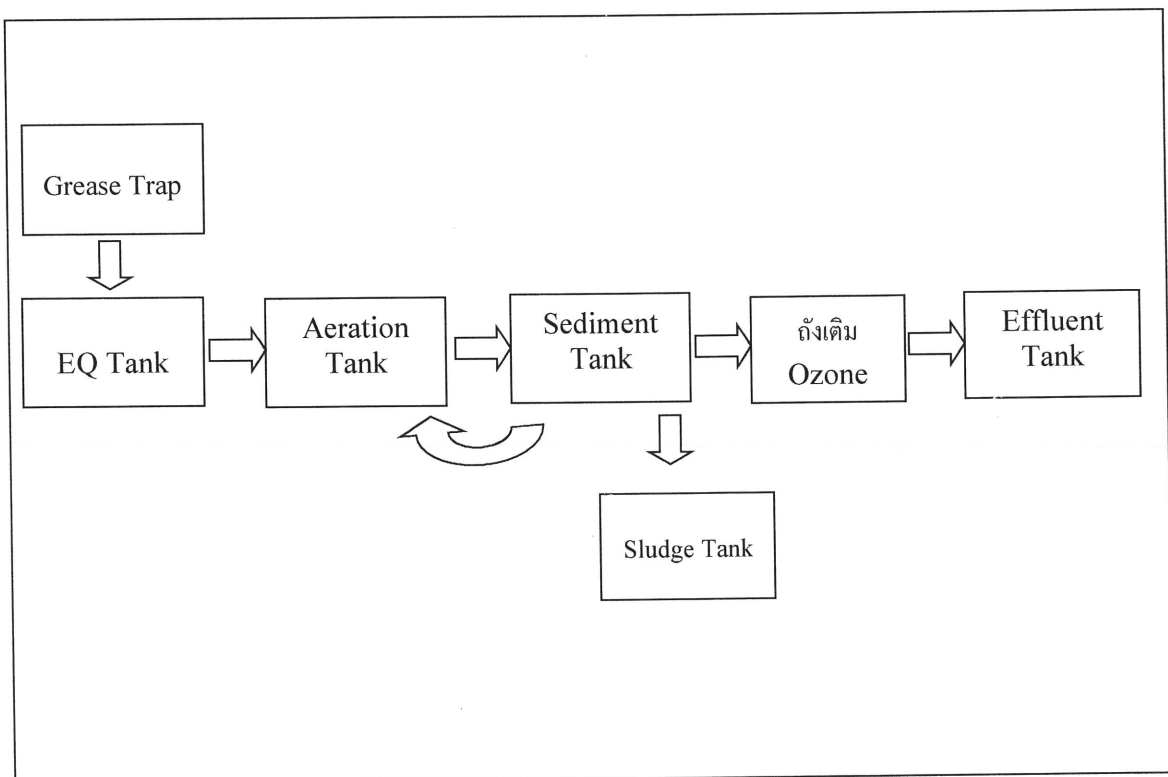 Grease Trap
EQ Tank
Aeration
Tank
Sediment
Tank
ถังเติม
Ozone
Effluent
Tank
Sludge Tank